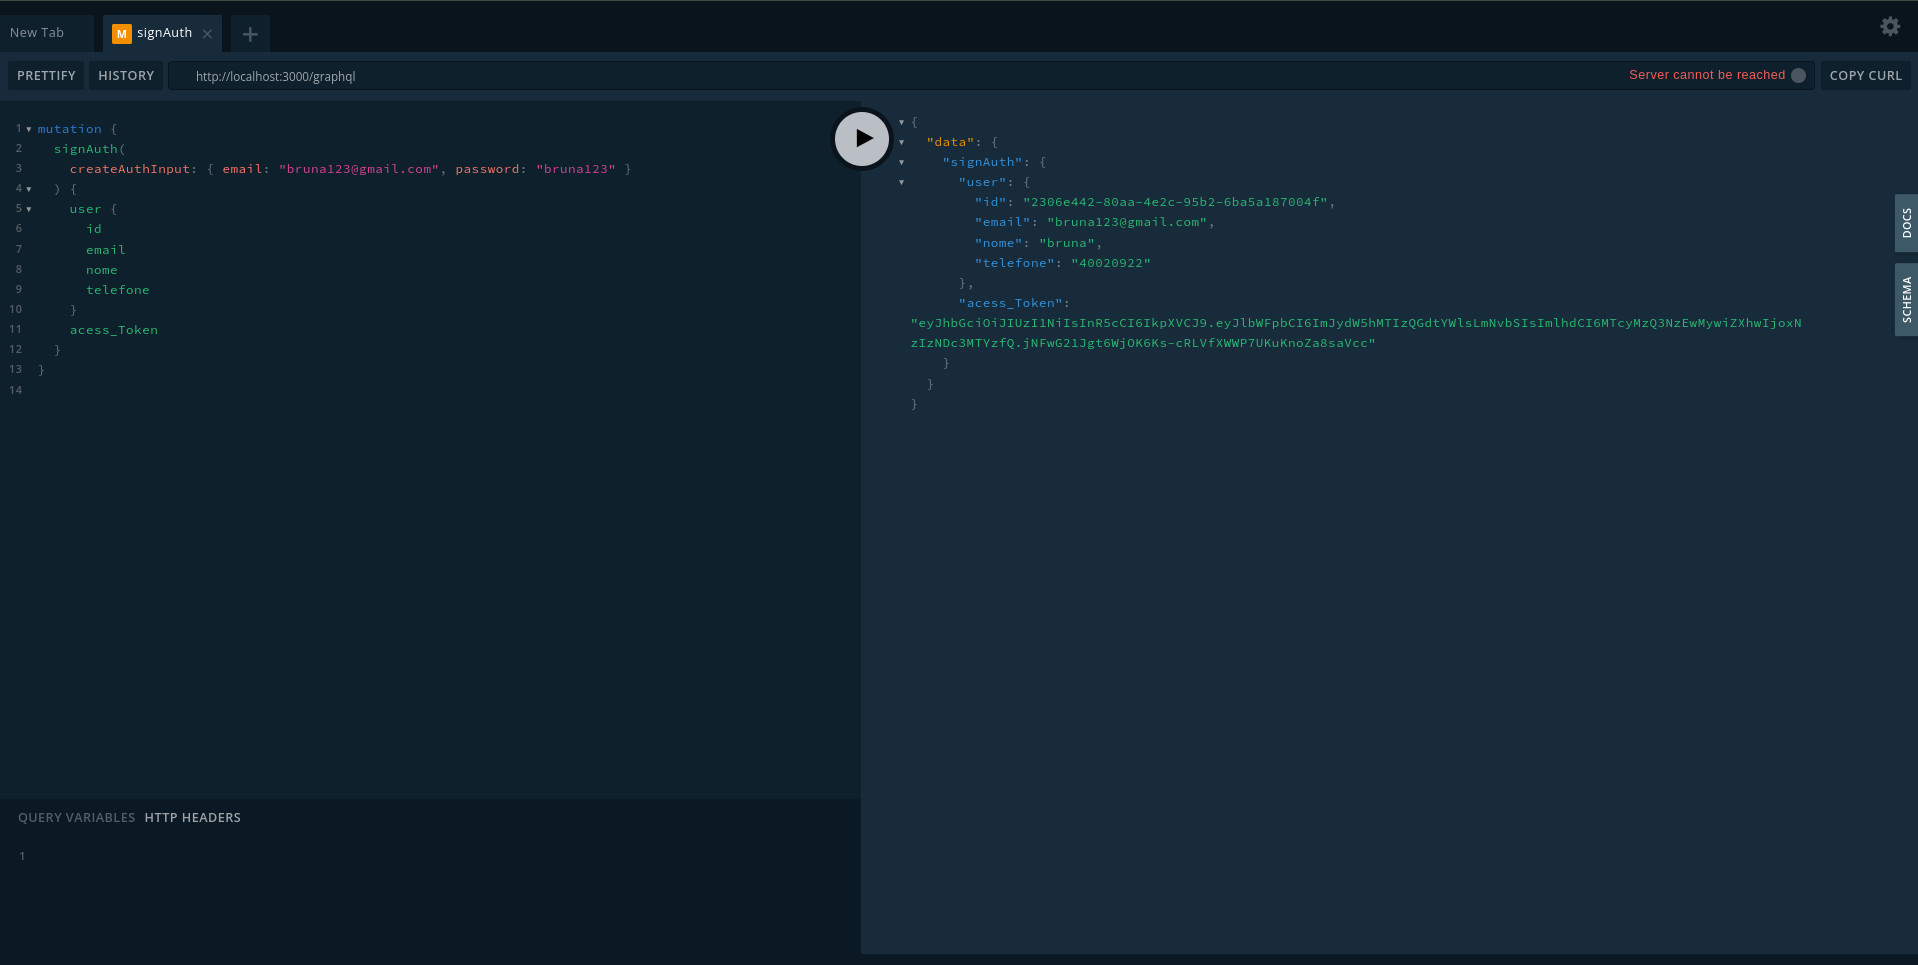 New Tab
M signAuth
PRETTIFY HISTORY http://localhost:3000/graphql Server cannot be reached COPY CURL
1 mutation {
2 signAuth(
3 createAuthInput: { email: "bruna123@gmail.com", password: "bruna123" }
4 ) {
5 user {
6 id
7 email
8 nome
9 telefone
10 }
11 acess_Token
12 }
13 }
14
QUERY VARIABLES HTTP HEADERS
1
{
"data": {
"signAuth": {
"user": {
"id": "2306e442-80aa-4e2c-95b2-6ba5a187004f",
"email": "bruna123@gmail.com",
"nome": "bruna",
"telefone": "40020922"
},
"acess_Token":
"eyJhbGciOiJIUzI1NiIsInR5cCI6IkpXVCJ9.eyJlbWFpbCI6ImJydW5hMTIzQGdtYWlsLmNvbSIsImlhdCI6MTcyMzQ3NzEwMywiZXhwIjoxN
zIzNDc3MTYzfQ.jNFwG21Jgt6WjOK6Ks-cRLVfXWWP7UKuKnoZa8saVcc"
}
}
}
DOCS
SCHEMA